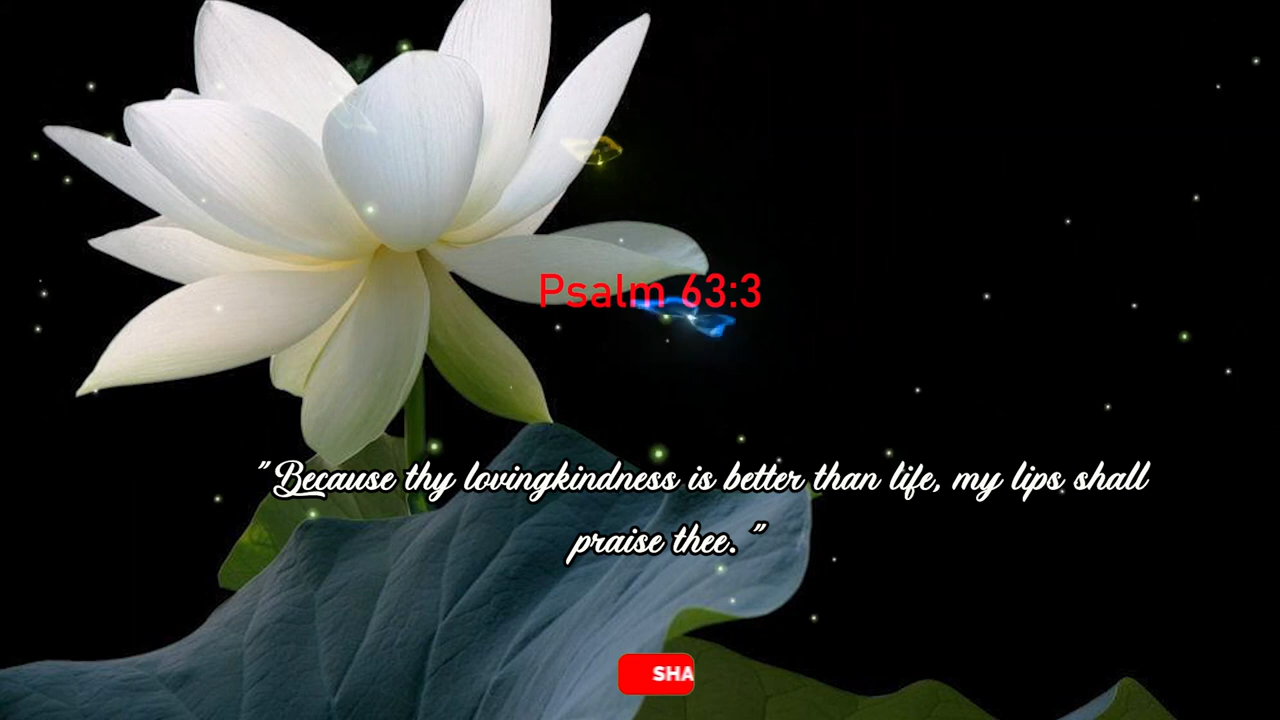 Psalm 63:3
"Because thy lovingkindness is better than life, my lips shall
praise thee. "
SHA